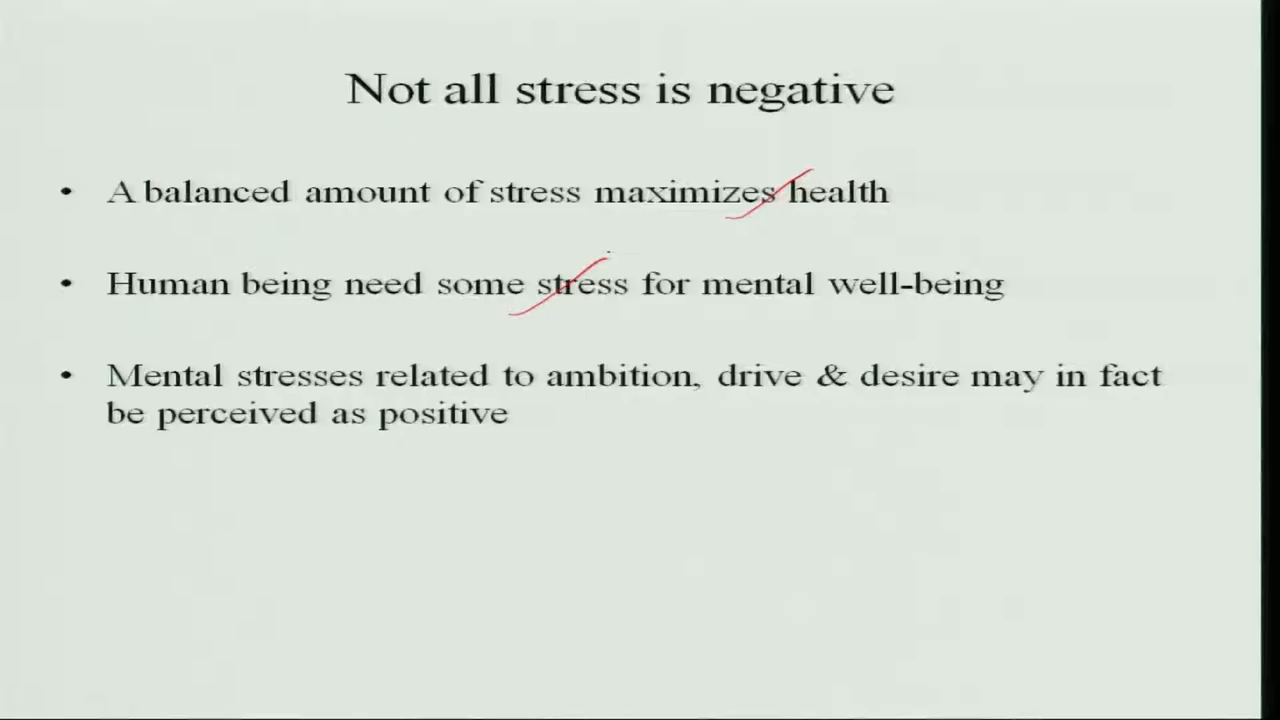 Not all stress is negative
• A balanced amount of stress maximizes health
• Human being need some stress for mental well-being
• Mental stresses related to ambition, drive & desire may in fact
be perceived as positive